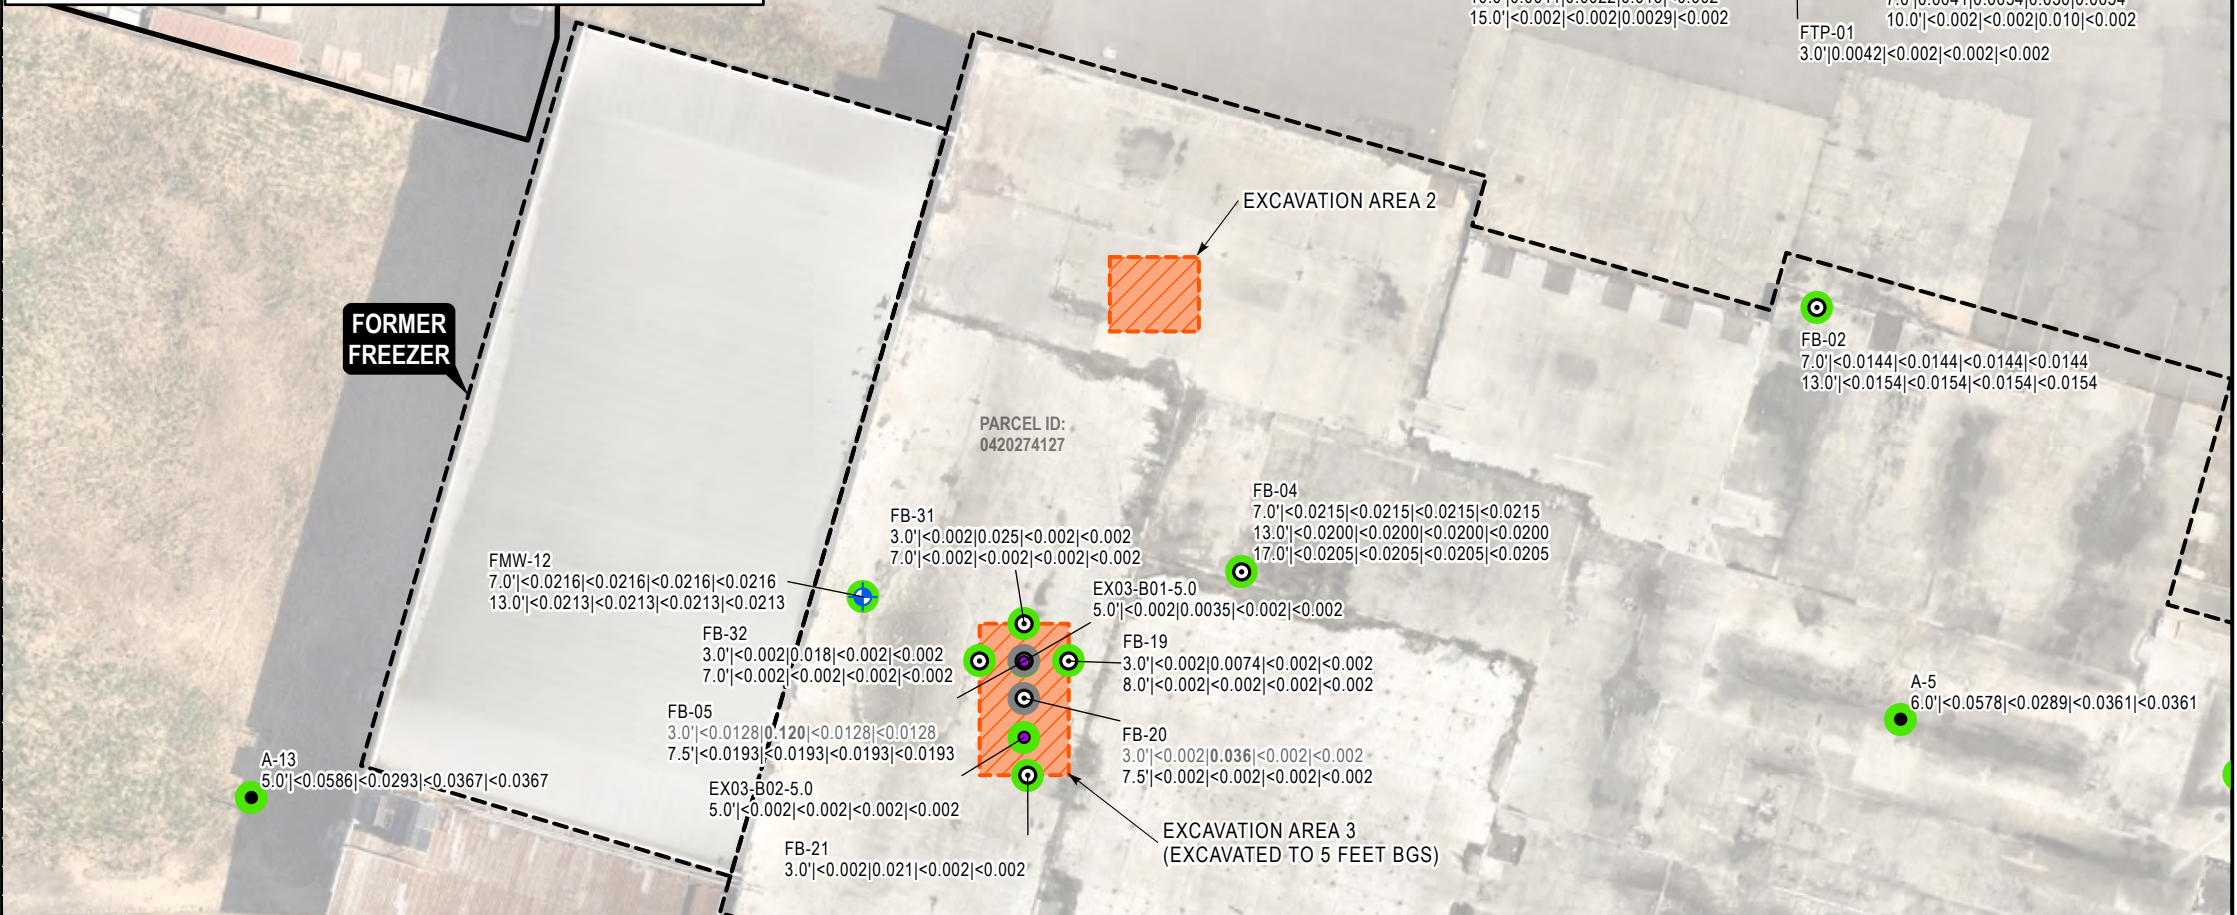 15.0'|<0.002|<0.002|0.0029|<0.002
10.0'|<0.002|<0.002|0.010|<0.002
FTP-01
3.0'|0.0042|<0.002|<0.002|<0.002
EXCAVATION AREA 2
FORMER
FREEZER
FB-02
7.0'|<0.0144|<0.0144|<0.0144|<0.0144
13.0'|<0.0154|<0.0154|<0.0154|<0.0154
PARCEL ID:
0420274127
FB-04
7.0'|<0.0215|<0.0215|<0.0215|<0.0215
13.0'|<0.0200|<0.0200|<0.0200|<0.0200
17.0'|<0.0205|<0.0205|<0.0205|<0.0205
FB-31
3.0'|<0.002|0.025|<0.002|<0.002
7.0'|<0.002|<0.002|<0.002|<0.002
FMW-12
7.0'|<0.0216|<0.0216|<0.0216|<0.0216
13.0'|<0.0213|<0.0213|<0.0213|<0.0213
EX03-B01-5.0
5.0'|<0.002|0.0035|<0.002|<0.002
FB-32
3.0'|<0.002|0.018|<0.002|<0.002
7.0'|<0.002|<0.002|<0.002|<0.002
FB-19
3.0'|<0.002|0.0074|<0.002|<0.002
8.0'|<0.002|<0.002|<0.002|<0.002
A-5
6.0'|<0.0578|<0.0289|<0.0361|<0.0361
FB-05
3.0'|<0.0128|0.120|<0.0128|<0.0128
7.5'|<0.0193|<0.0193|<0.0193|<0.0193
FB-20
3.0'|<0.002|0.036|<0.002|<0.002
7.5'|<0.002|<0.002|<0.002|<0.002
A-13
5.0'|<0.0586|<0.0293|<0.0367|<0.0367
EX03-B02-5.0
5.0'|<0.002|<0.002|<0.002|<0.002
EXCAVATION AREA 3
(EXCAVATED TO 5 FEET BGS)
FB-21
3.0'|<0.002|0.021|<0.002|<0.002